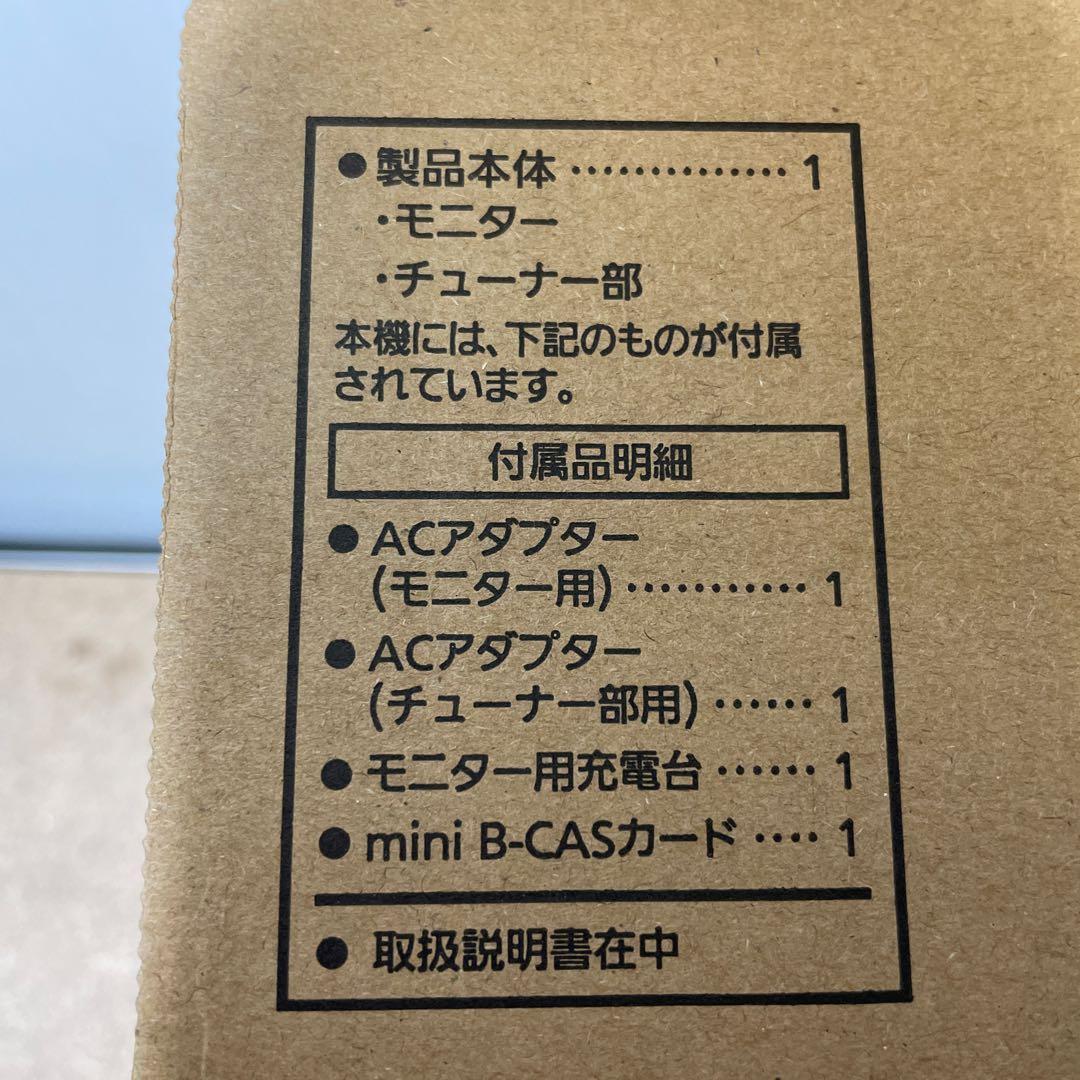 ●製品本体……………1
・モニター
・チューナー部
本機には、下記のものが付属
されています。
付属品明細
●ACアダプター
(モニター用)…………1
●ACアダプター
(チューナー部用)……1
●モニター用充電台……1
●mini B-CASカード‥‥1
●取扱説明書在中